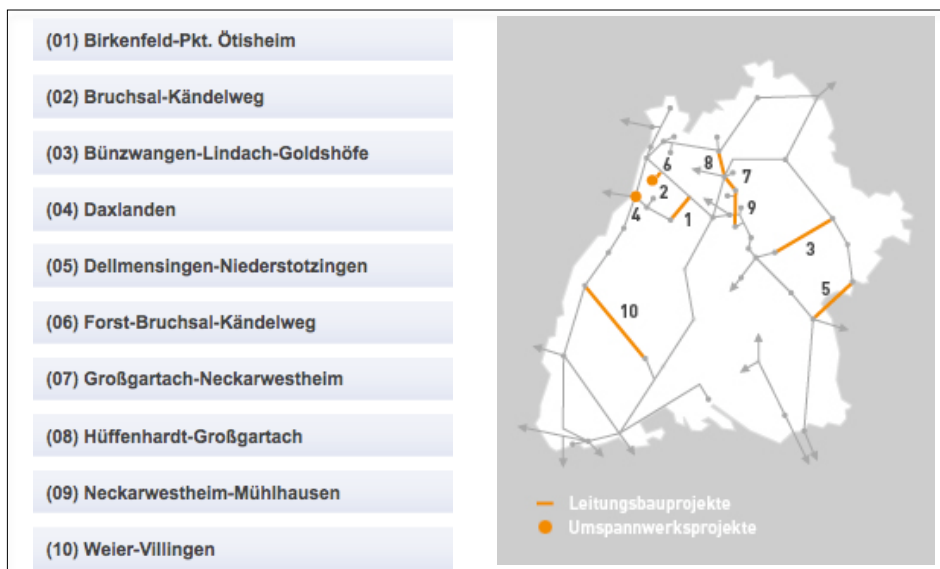 (01) Birkenfeld-Pkt. Ötisheim
(02) Bruchsal-Kändelweg
(03) Bünzwangen-Lindach-Goldshöfe
(04) Daxlanden
(05) Dellmensingen-Niederstotzingen
(06) Forst-Bruchsal-Kändelweg
(07) Großgartach-Neckarwestheim
(08) Hüffenhardt-Großgartach
(09) Neckarwestheim-Mühlhausen
(10) Weier-Villingen
6
8
7
2
4
1
9
3
5
10
Leitungsbauprojekte
Umspannwerksprojekte